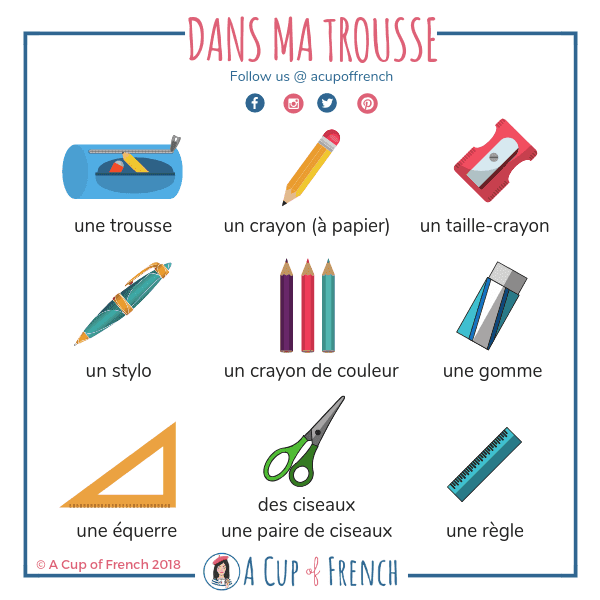 DANS MA TROUSSE
Follow us @ acupoffrench
une trousse
un crayon (à papier)
un taille-crayon
un stylo
un crayon de couleur
une gomme
une équerre
des ciseaux
une paire de ciseaux
une règle
© A Cup of French 2018
A CUP of FRENCH